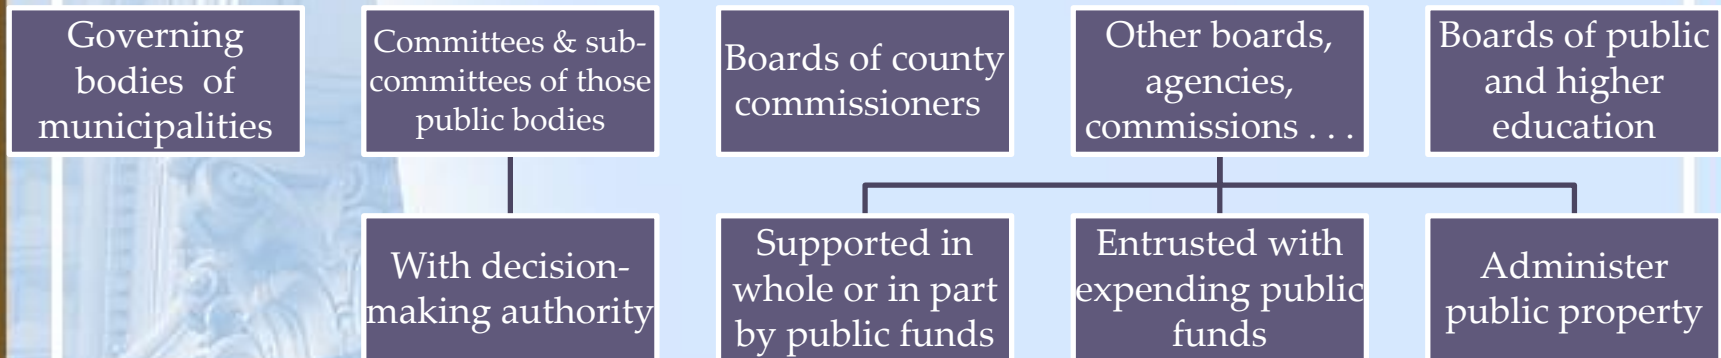 Governing
bodies of
municipalities
Committees & sub-
committees of those
public bodies
Boards of county
commissioners
Other boards,
agencies,
commissions . . .
Boards of public
and higher
education
With decision-
making authority
Supported in
whole or in part
by public funds
Entrusted with
expending public
funds
Administer
public property